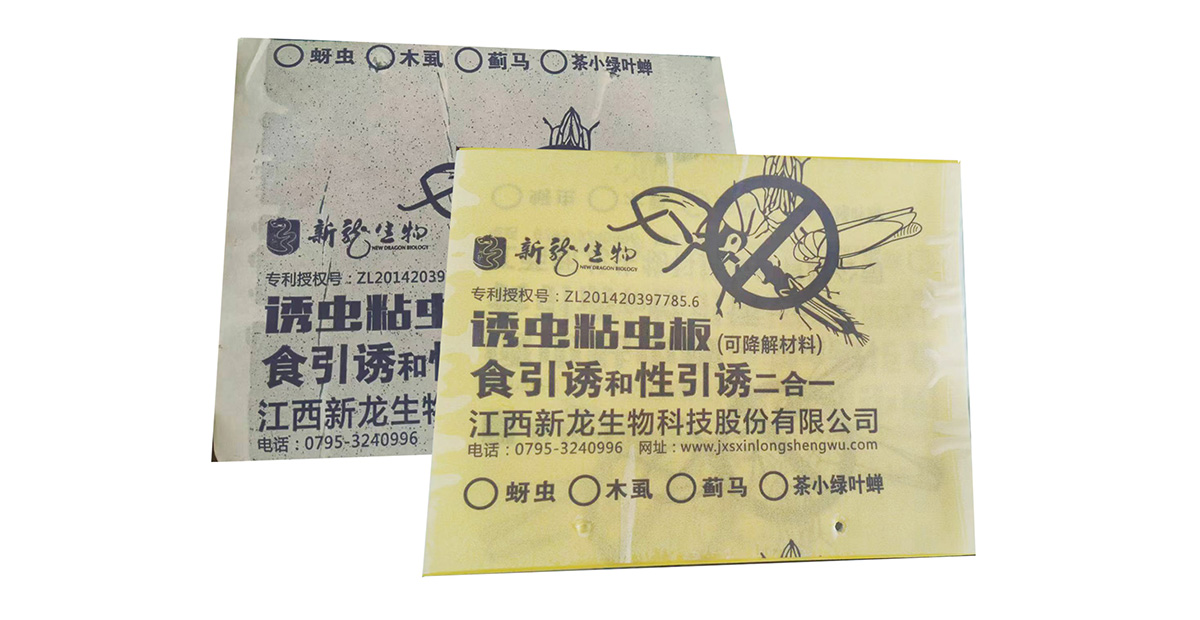 蚜虫 木虱 蓟马 茶小绿叶蝉
新龙生物
NEW DRAGON BIOLOGY
专利授权号：ZL20142039
诱虫粘虫
食引诱和
江西新龙生物
电话：0795-3240996
新龙生物
NEW DRAGON BIOLOGY
专利授权号：ZL201420397785.6
诱虫粘虫板(可降解材料)
食引诱和性引诱二合一
江西新龙生物科技股份有限公司
电话：0795-3240996 网址：www.jxsxinlongshengwu.com
蚜虫 木虱 蓟马 茶小绿叶蝉